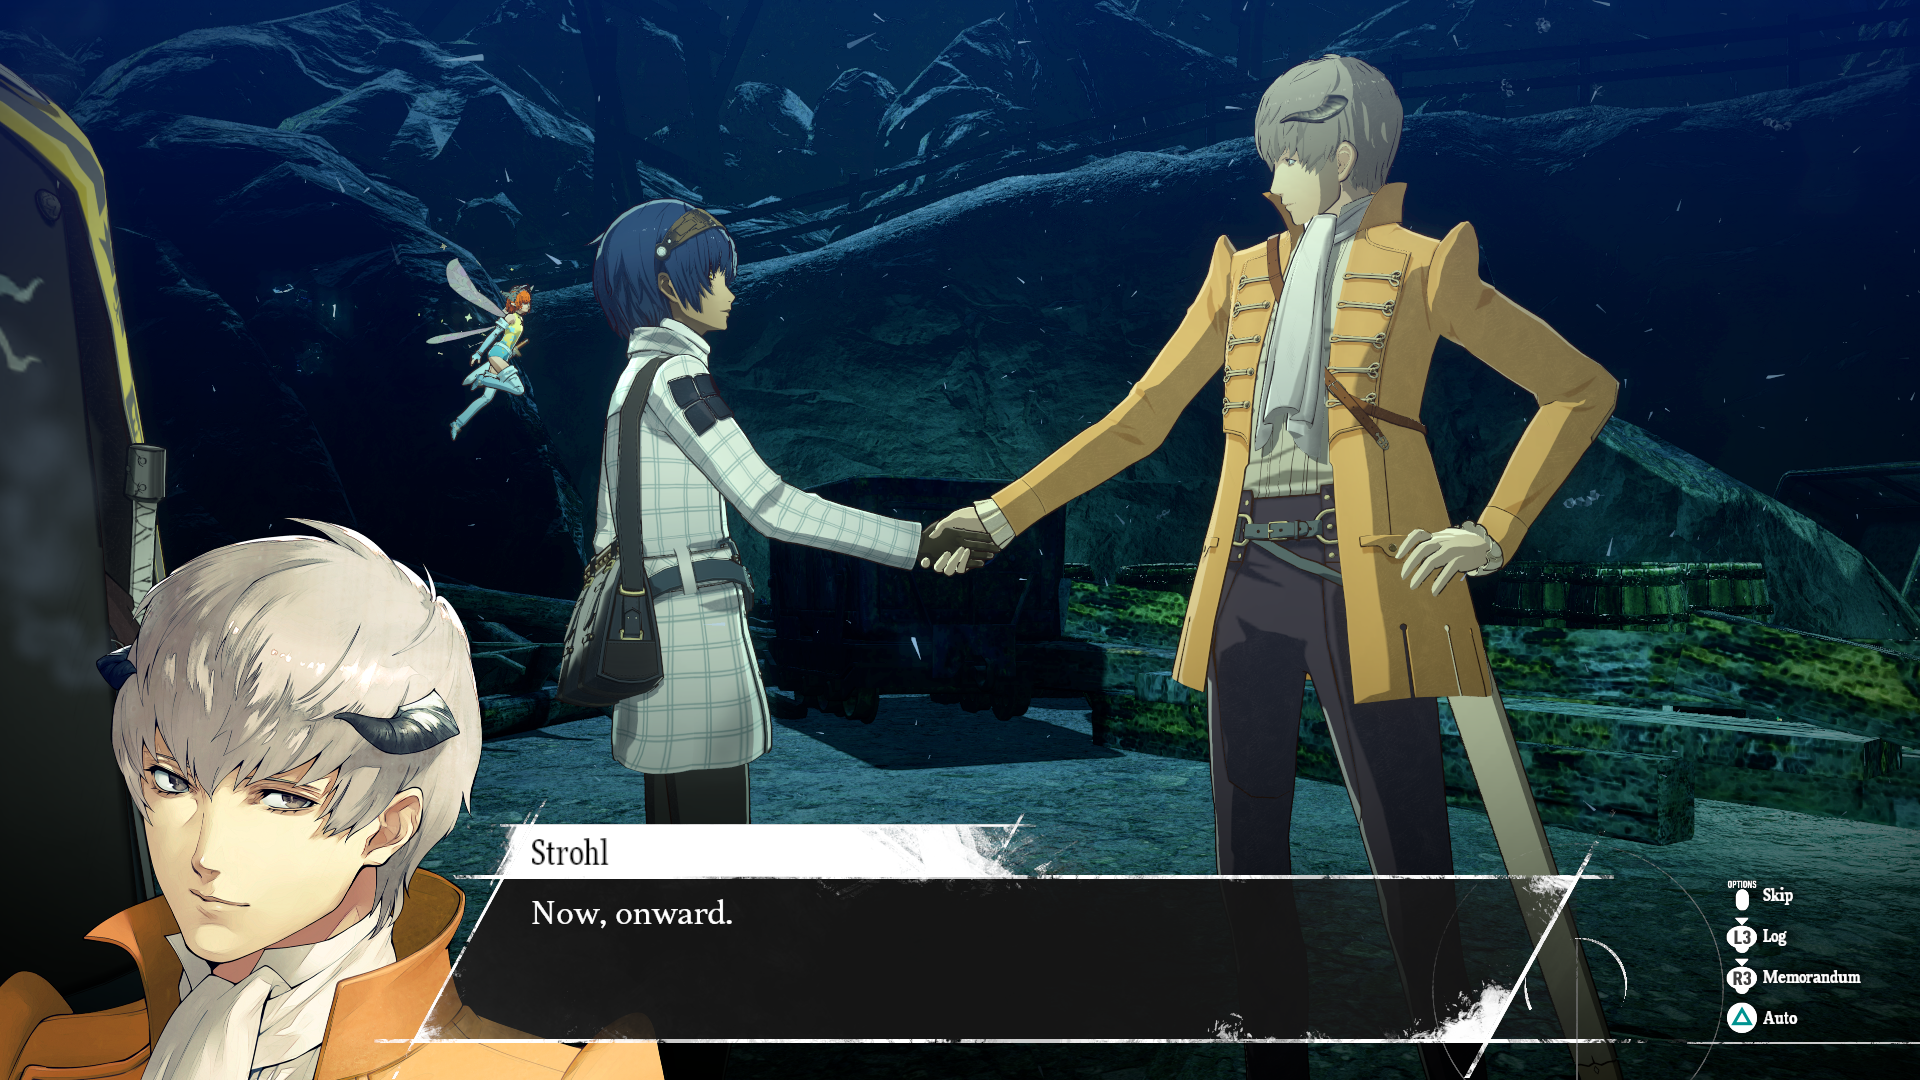 Strohl
Now, onward.
OPTIONS
Skip
L3 Log
R3 Memorandum
Auto